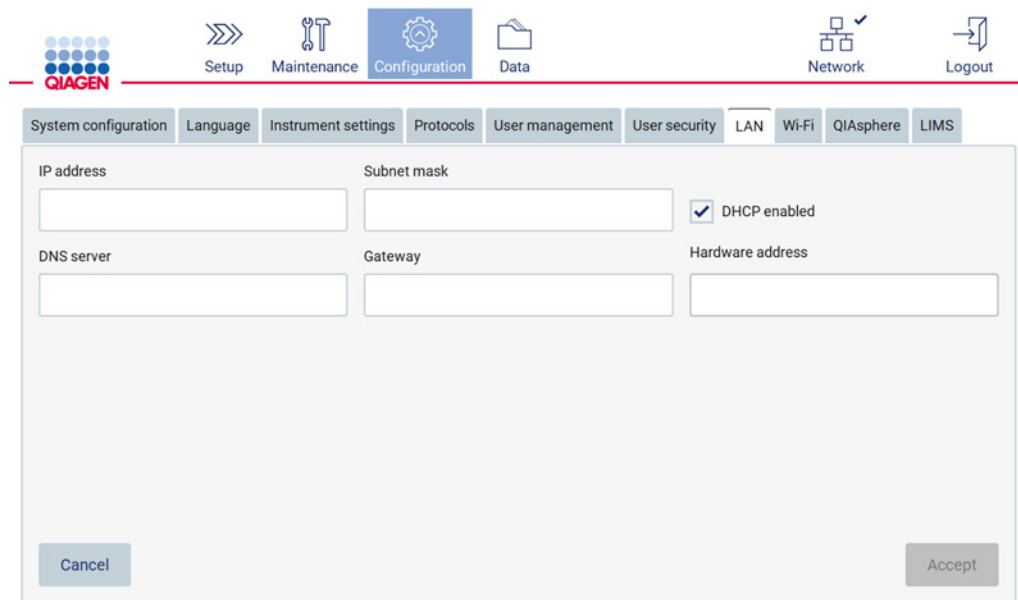 QIAGEN
Setup
Maintenance
Configuration
Data
Network
Logout
System configuration
Language
Instrument settings
Protocols
User management
User security
LAN
Wi-Fi
QIAsphere
LIMS
IP address
Subnet mask
DHCP enabled
DNS server
Gateway
Hardware address
Cancel
Accept